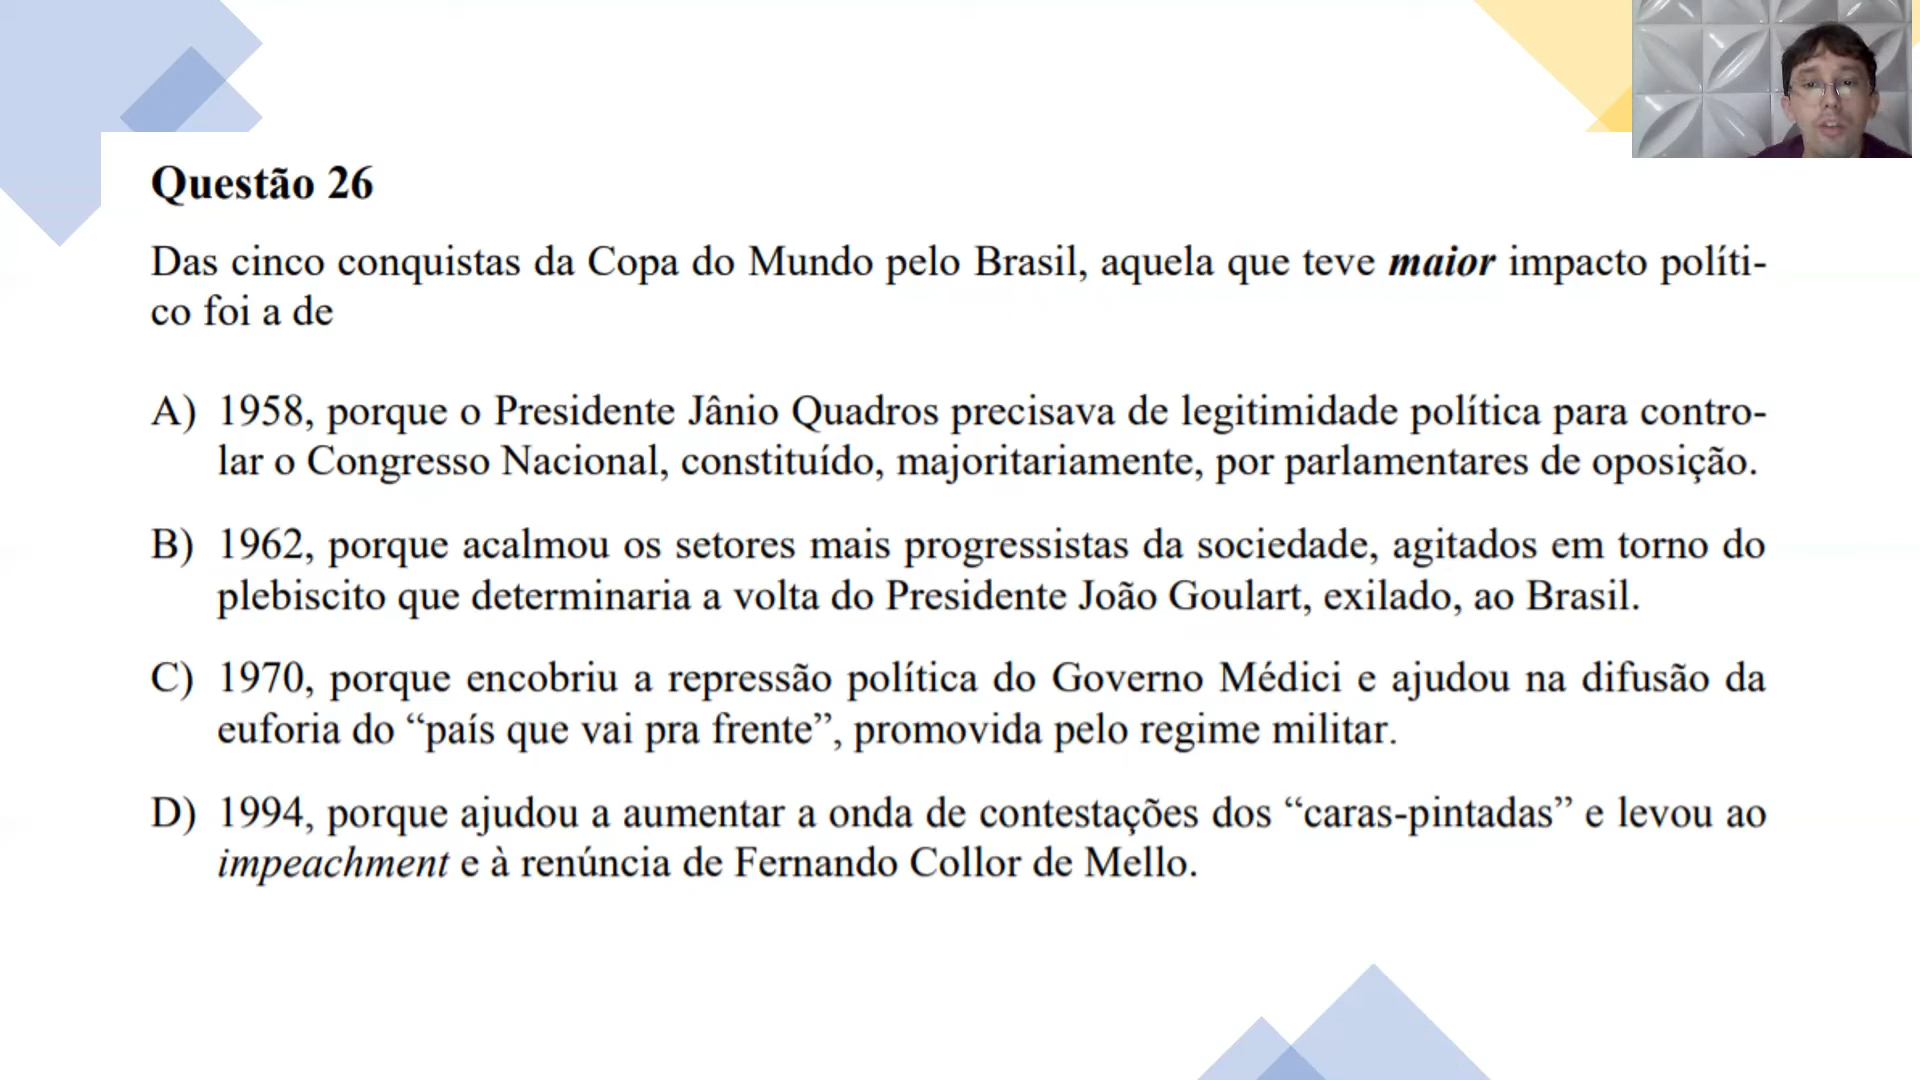 Questão 26
Das cinco conquistas da Copa do Mundo pelo Brasil, aquela que teve maior impacto políti-
co foi a de
A) 1958, porque o Presidente Jânio Quadros precisava de legitimidade política para contro-
lar o Congresso Nacional, constituído, majoritariamente, por parlamentares de oposição.
B) 1962, porque acalmou os setores mais progressistas da sociedade, agitados em torno do
plebiscito que determinaria a volta do Presidente João Goulart, exilado, ao Brasil.
C) 1970, porque encobriu a repressão política do Governo Médici e ajudou na difusão da
euforia do “país que vai pra frente”, promovida pelo regime militar.
D) 1994, porque ajudou a aumentar a onda de contestações dos “caras-pintadas” e levou ao
impeachment e à renúncia de Fernando Collor de Mello.